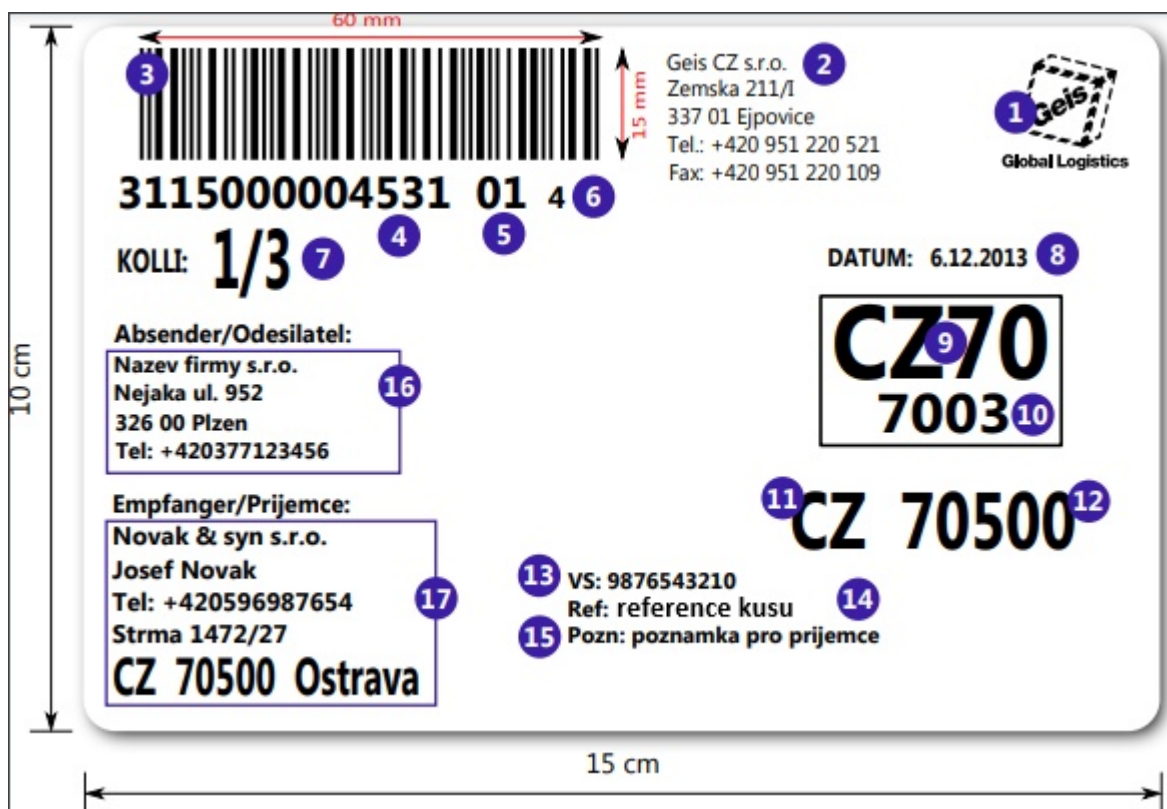 60 mm
3
15 mm
Geis CZ s.r.o. 2
Zemska 211/I
337 01 Ejpovice
Tel.: +420 951 220 521
Fax: +420 951 220 109
1
Geis
Global Logistics
3115000004531 01 4 6
4 5
KOLLI: 1/3 7
DATUM: 6.12.2013 8
CZ70
9
7003 10
Absender/Odesilatel:
Nazev firmy s.r.o.
Nejaka ul. 952
326 00 Plzen
Tel: +420377123456
16
10 cm
11 CZ 70500 12
Empfanger/Prijemce:
Novak & syn s.r.o.
Josef Novak
Tel: +420596987654
Strma 1472/27
CZ 70500 Ostrava
17
13 VS: 9876543210
Ref: reference kusu 14
15 Pozn: poznamka pro prijemce
15 cm